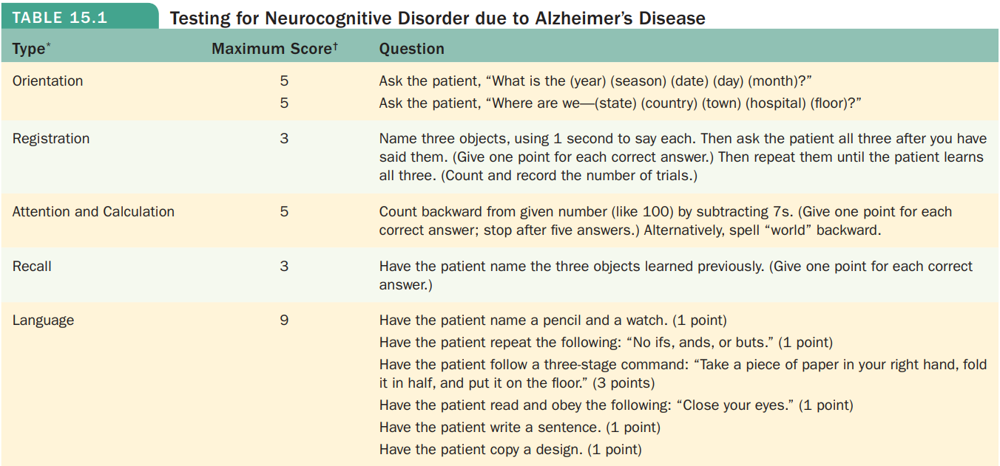 TABLE 15.1 Testing for Neurocognitive Disorder due to Alzheimer’s Disease
Type* Maximum Score† Question
Orientation 5 Ask the patient, “What is the (year) (season) (date) (day) (month)?”
5 Ask the patient, “Where are we—(state) (country) (town) (hospital) (floor)?”
Registration 3 Name three objects, using 1 second to say each. Then ask the patient all three after you have
said them. (Give one point for each correct answer.) Then repeat them until the patient learns
all three. (Count and record the number of trials.)
Attention and Calculation 5 Count backward from given number (like 100) by subtracting 7s. (Give one point for each
correct answer; stop after five answers.) Alternatively, spell “world” backward.
Recall 3 Have the patient name the three objects learned previously. (Give one point for each correct
answer.)
Language 9 Have the patient name a pencil and a watch. (1 point)
Have the patient repeat the following: “No ifs, ands, or buts.” (1 point)
Have the patient follow a three-stage command: “Take a piece of paper in your right hand, fold
it in half, and put it on the floor.” (3 points)
Have the patient read and obey the following: “Close your eyes.” (1 point)
Have the patient write a sentence. (1 point)
Have the patient copy a design. (1 point)